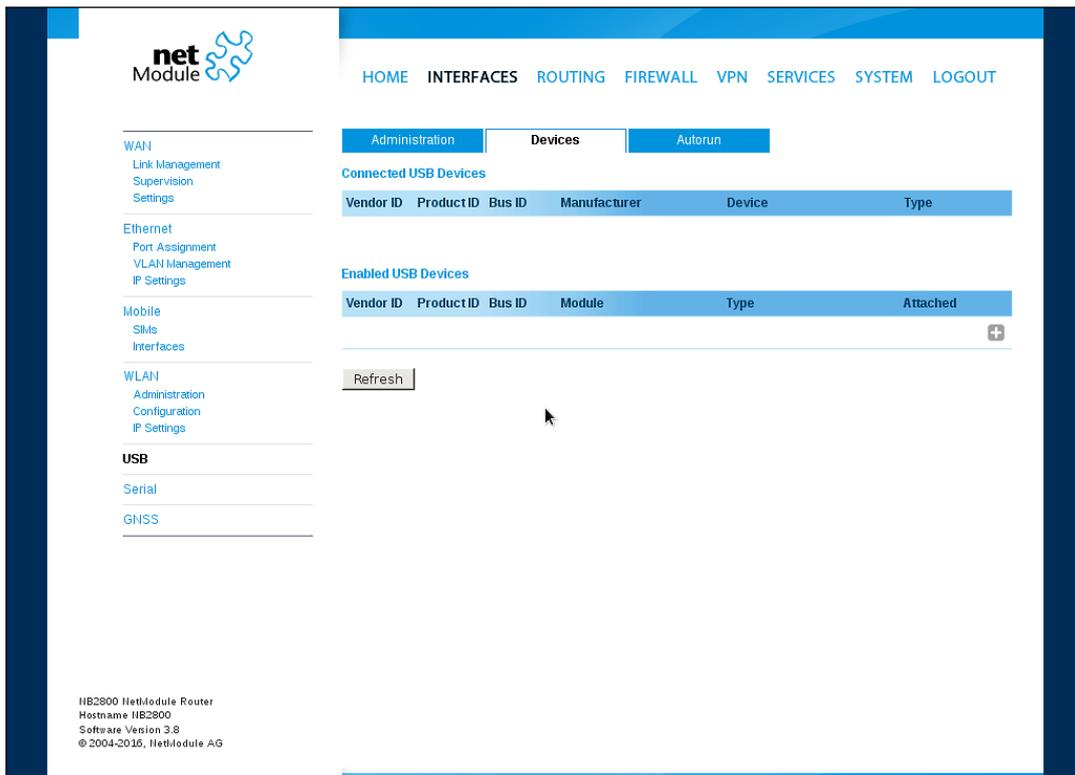 net
Module
HOME INTERFACES ROUTING FIREWALL VPN SERVICES SYSTEM LOGOUT
WAN
Link Management
Supervision
Settings
Ethernet
Port Assignment
VLAN Management
IP Settings
Mobile
SIMs
Interfaces
WLAN
Administration
Configuration
IP Settings
USB
Serial
GNSS
Administration Devices Autorun
Connected USB Devices
Vendor ID Product ID Bus ID Manufacturer Device Type
Enabled USB Devices
Vendor ID Product ID Bus ID Module Type Attached
Refresh
NB2800 NetModule Router
Hostname NB2800
Software Version 3.8
© 2004-2016, NetModule AG